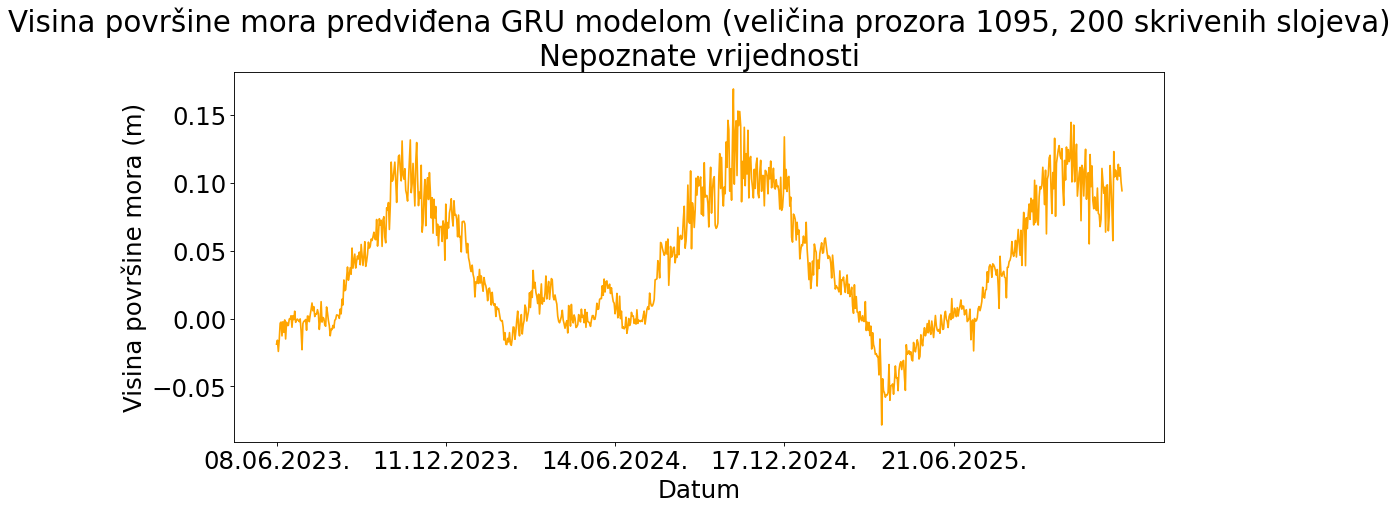 Visina površine mora predviđena GRU modelom (veličina prozora 1095, 200 skrivenih slojeva)
Nepoznate vrijednosti
Visina površine mora (m)
0.15
0.10
0.05
0.00
−0.05
08.06.2023. 11.12.2023. 14.06.2024. 17.12.2024. 21.06.2025.
Datum